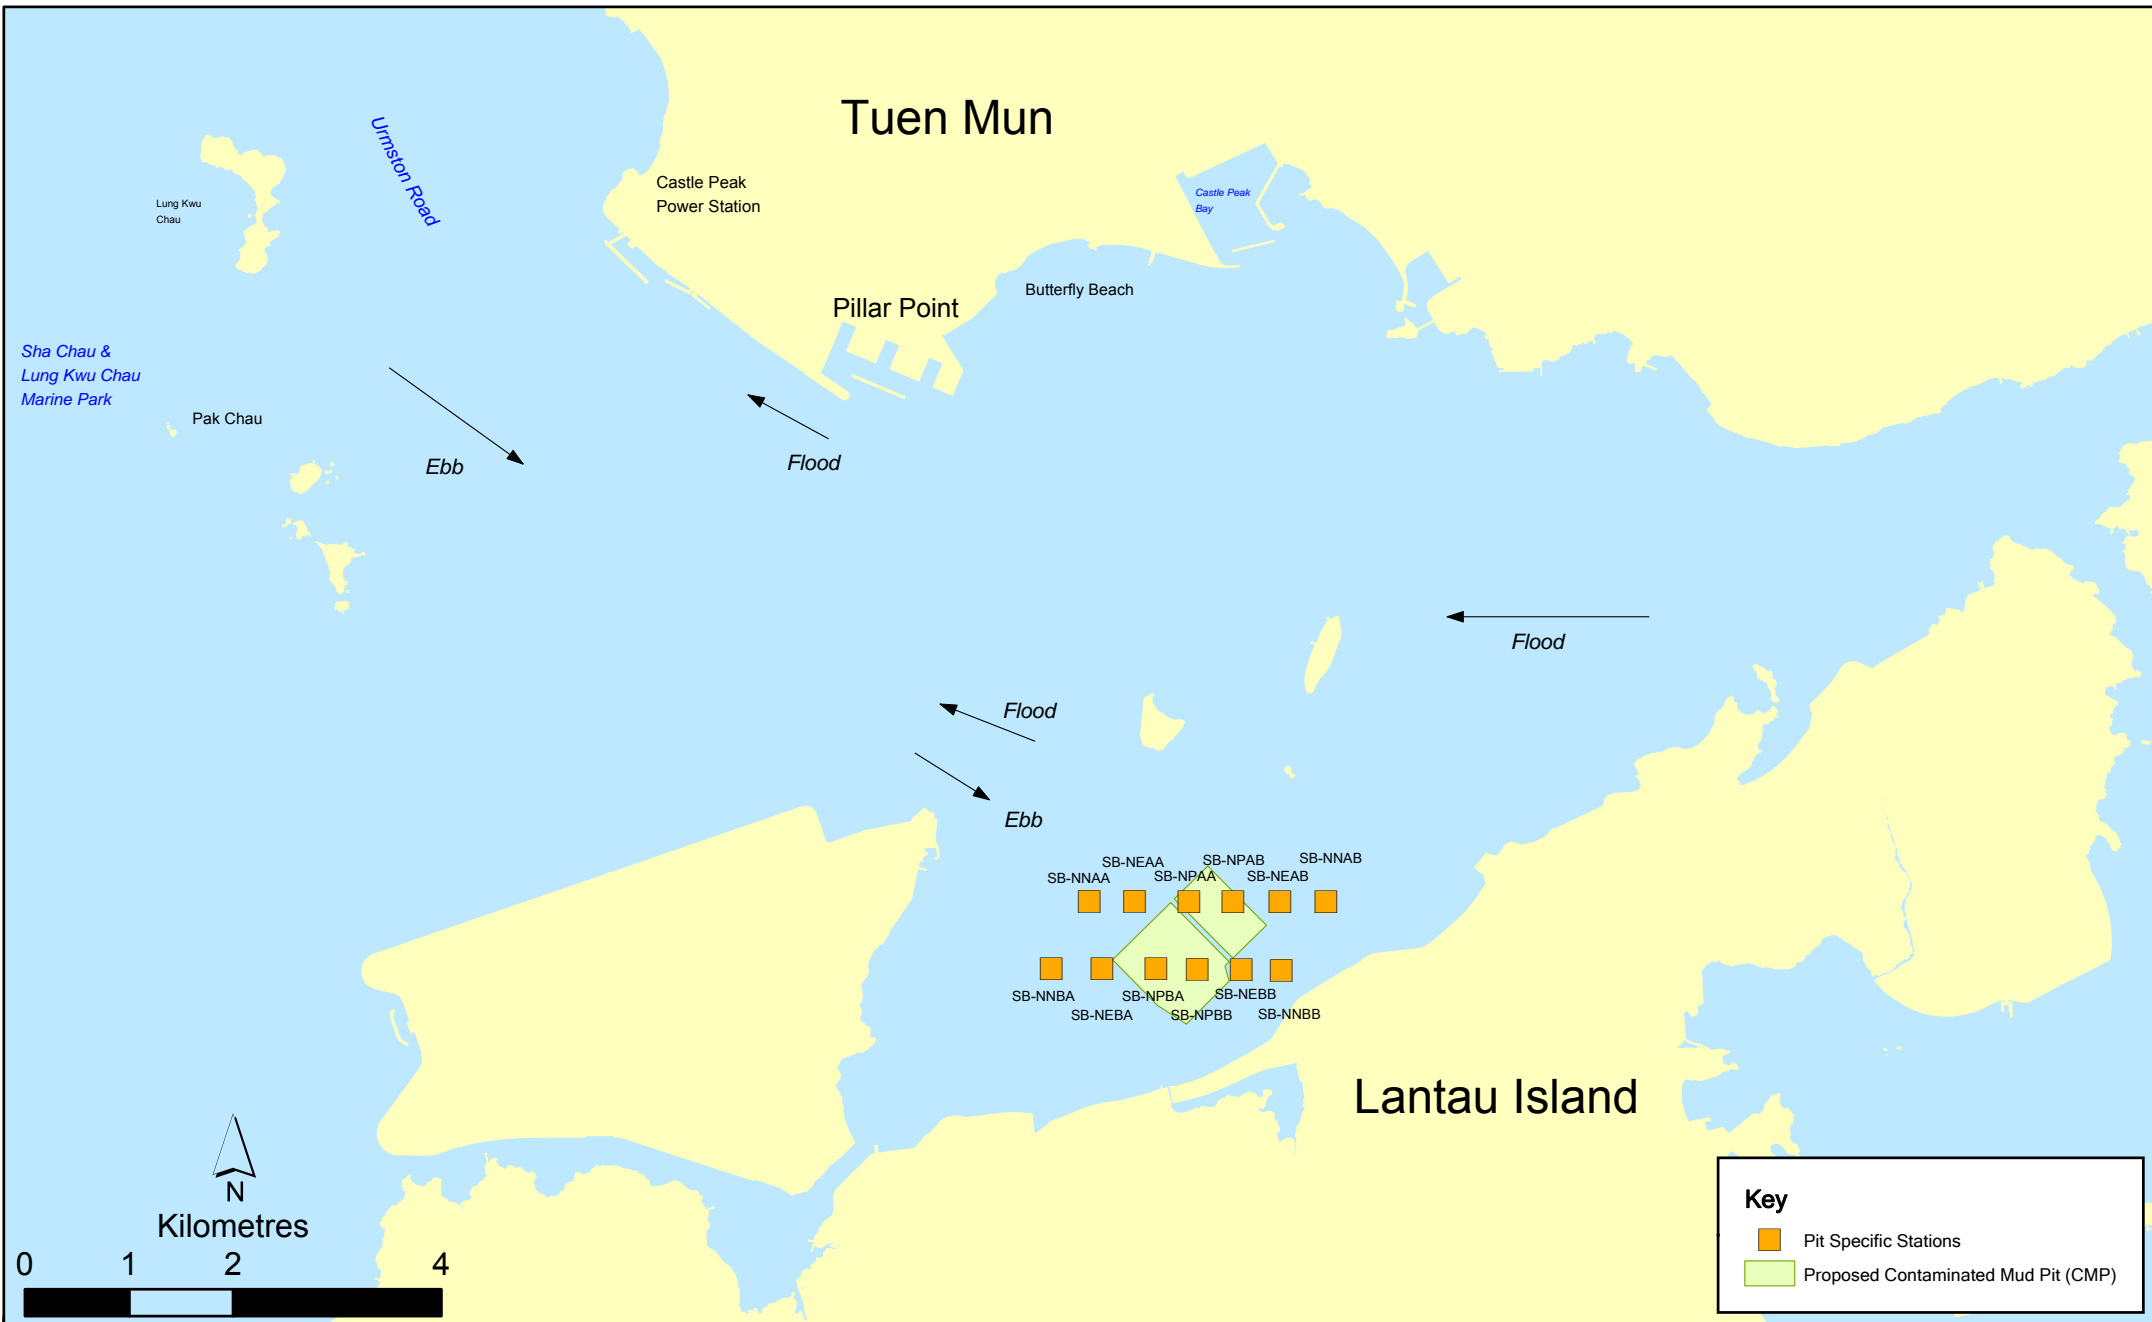 Tuen Mun
Urmston Road
Castle Peak
Power Station
Castle Peak
Bay
Lung Kwu
Chau
Butterfly Beach
Pillar Point
Sha Chau &
Lung Kwu Chau
Marine Park
Pak Chau
Ebb
Flood
Flood
Flood
Ebb
SB-NEAA
SB-NPAB
SB-NNAB
SB-NNAA
SB-NPAA
SB-NEAB
SB-NNBA
SB-NPBA
SB-NEBB
SB-NEBA
SB-NPBB
SB-NNBB
Lantau Island
N
Kilometres
0 1 2 4
Key
Pit Specific Stations
Proposed Contaminated Mud Pit (CMP)